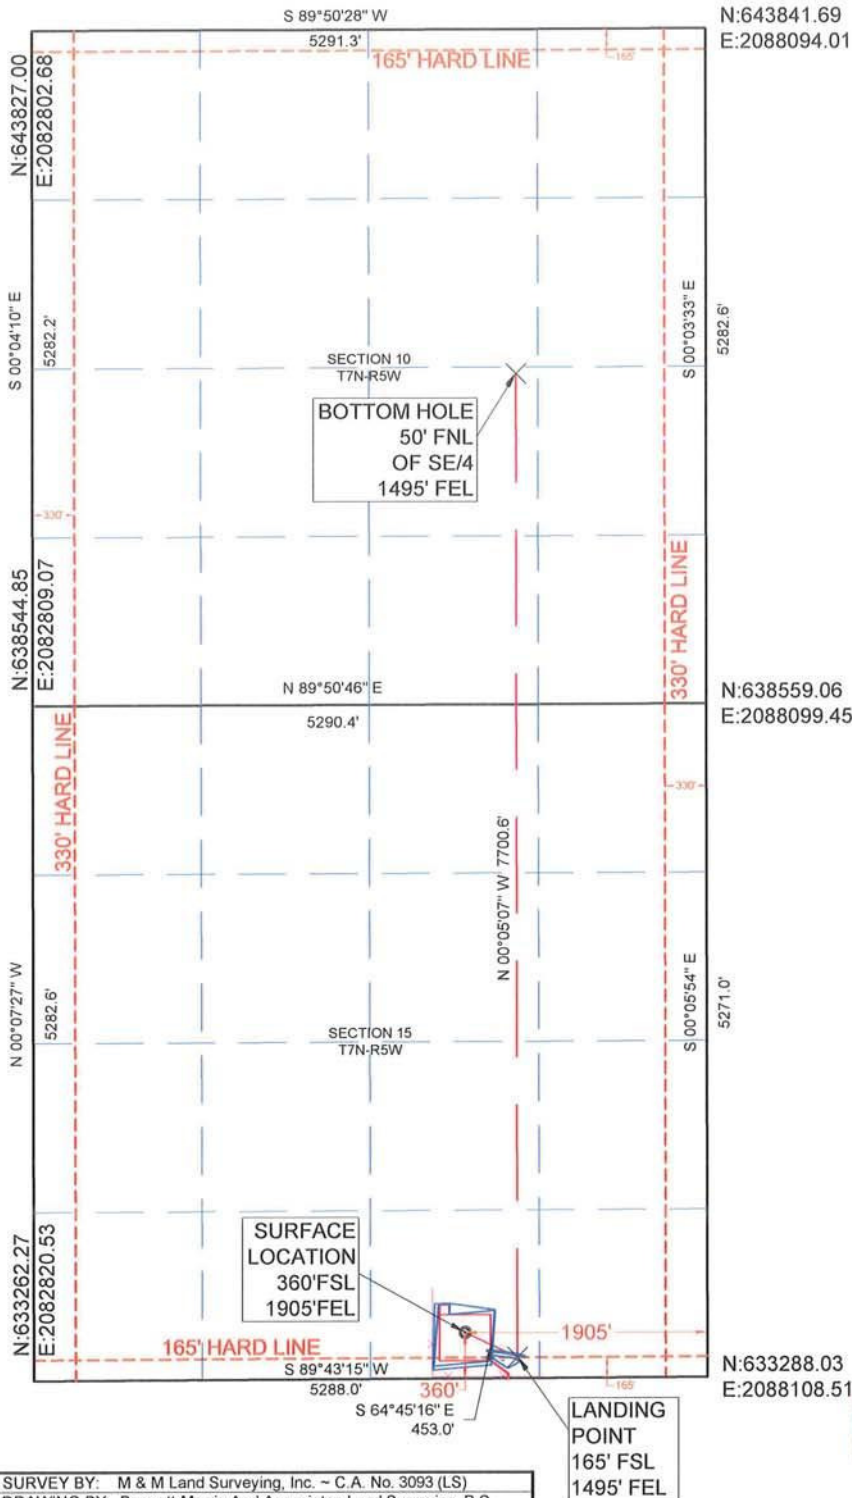 S 89°50'28" W
5291.3'
N:643841.69
E:2088094.01
165' HARD LINE
165'
N:643827.00
E:2082802.68
S 00°04'10" E
5282.2'
SECTION 10
T7N-R5W
S 00°03'33" E
5282.6'
BOTTOM HOLE
50' FNL
OF SE/4
1495' FEL
330'
N:638544.85
E:2082809.07
330' HARD LINE
N 89°50'46" E
5290.4'
N:638559.06
E:2088099.45
330' HARD LINE
330'
N 00°05'07" W 7700.6'
N 00°07'27" W
5282.6'
SECTION 15
T7N-R5W
S 00°05'54" E
5271.0'
N:633262.27
E:2082820.53
SURFACE
LOCATION
360'FSL
1905'FEL
1905'
165' HARD LINE
S 89°43'15" W
5288.0'
360'
165'
N:633288.03
E:2088108.51
S 64°45'16" E
453.0'
LANDING
POINT
165' FSL
1495' FEL
SURVEY BY: M & M Land Surveying, Inc. ~ C.A. No. 3093 (LS)